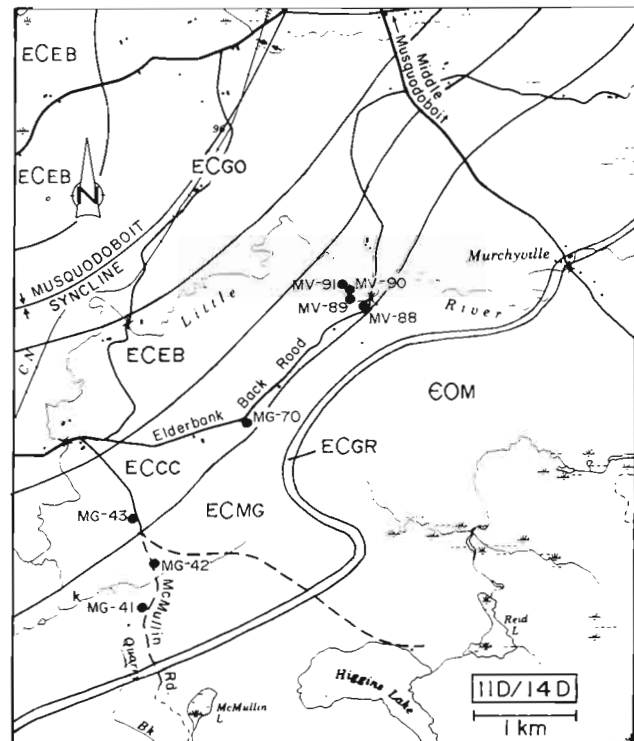 ECEB
Middle
Musquodoboit
96
ECEB
ECGO
N
MUSQUODOBOIT
SYNCLINE
Murchyville
MV-91
MV-90
MV-89
MV-88
Little
River
C N
ECEB
Elderbank Back Road
MG-70
ЄOM
ECCC
ECGR
MG-43
ECMG
MG-42
k
MG-41
McMullin
Rd
Quarry
Reid
L
Higgins Lake
11D/14D
McMullin
L
1 km
Bk